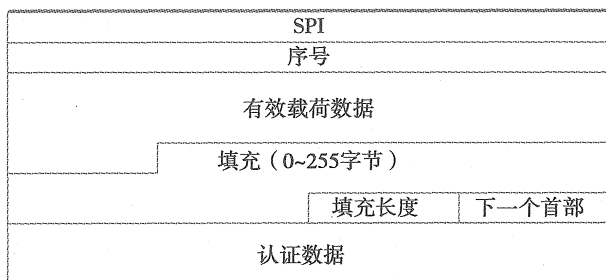 SPI
序号
有效载荷数据
填充（0~255字节）
填充长度 下一个首部
认证数据